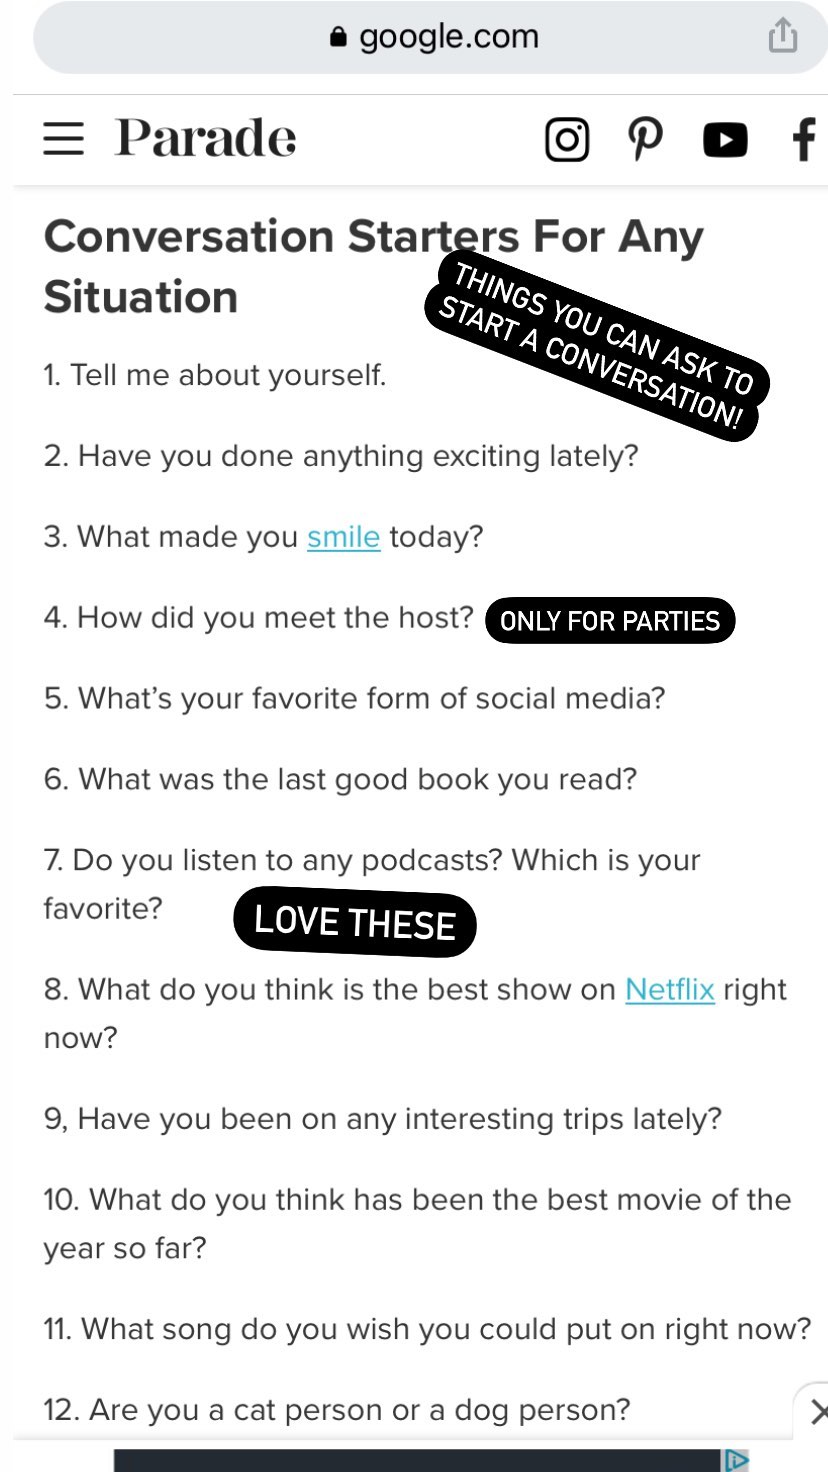 google.com
Parade
Conversation Starters For Any
Situation
THINGS YOU CAN ASK TO
START A CONVERSATION!
1. Tell me about yourself.
2. Have you done anything exciting lately?
3. What made you smile today?
4. How did you meet the host? ONLY FOR PARTIES
5. What’s your favorite form of social media?
6. What was the last good book you read?
7. Do you listen to any podcasts? Which is your
favorite?
LOVE THESE
8. What do you think is the best show on Netflix right
now?
9, Have you been on any interesting trips lately?
10. What do you think has been the best movie of the
year so far?
11. What song do you wish you could put on right now?
12. Are you a cat person or a dog person?